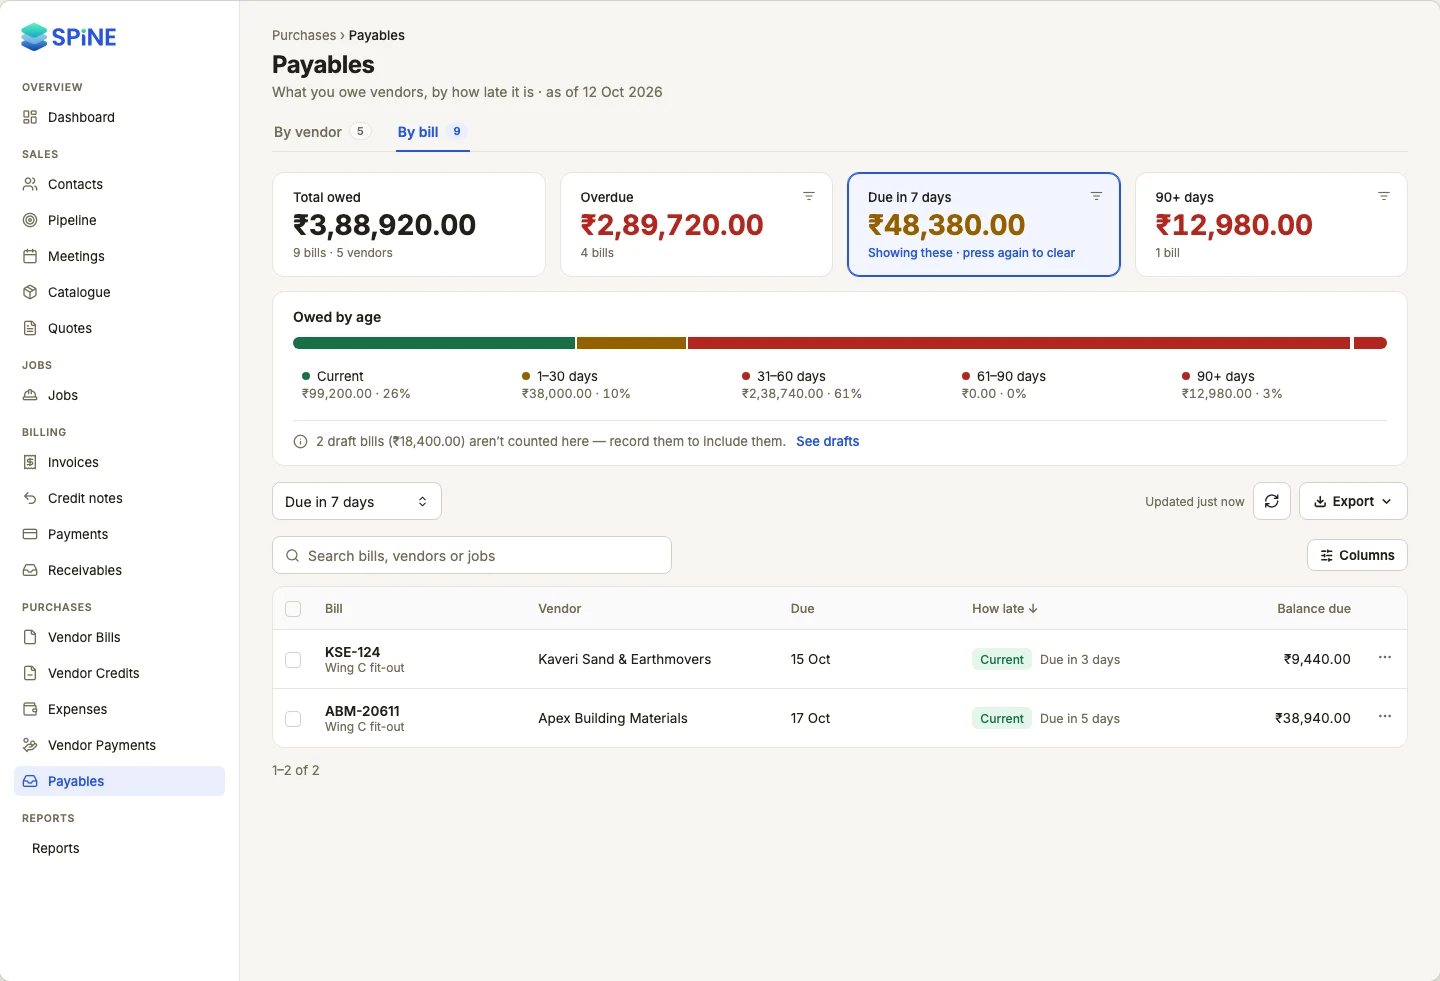 SPiNE
OVERVIEW
Dashboard
SALES
Contacts
Pipeline
Meetings
Catalogue
Quotes
JOBS
Jobs
BILLING
Invoices
Credit notes
Payments
Receivables
PURCHASES
Vendor Bills
Vendor Credits
Expenses
Vendor Payments
Payables
REPORTS
Reports
Purchases › Payables
Payables
What you owe vendors, by how late it is · as of 12 Oct 2026
By vendor 5 By bill 9
Total owed
₹3,88,920.00
9 bills · 5 vendors
Overdue
₹2,89,720.00
4 bills
Due in 7 days
₹48,380.00
Showing these · press again to clear
90+ days
₹12,980.00
1 bill
Owed by age
Current
₹99,200.00 · 26%
1–30 days
₹38,000.00 · 10%
31–60 days
₹2,38,740.00 · 61%
61–90 days
₹0.00 · 0%
90+ days
₹12,980.00 · 3%
2 draft bills (₹18,400.00) aren’t counted here — record them to include them. See drafts
Due in 7 days
Updated just now
Export
Search bills, vendors or jobs
Columns
Bill Vendor Due How late ↓ Balance due
KSE-124
Wing C fit-out
Kaveri Sand & Earthmovers 15 Oct Current Due in 3 days ₹9,440.00 ···
ABM-20611
Wing C fit-out
Apex Building Materials 17 Oct Current Due in 5 days ₹38,940.00 ···
1–2 of 2